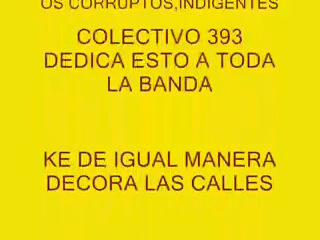 OS CORRUPTOS,INDIGENTES
COLECTIVO 393
DEDICA ESTO A TODA
LA BANDA
KE DE IGUAL MANERA
DECORA LAS CALLES